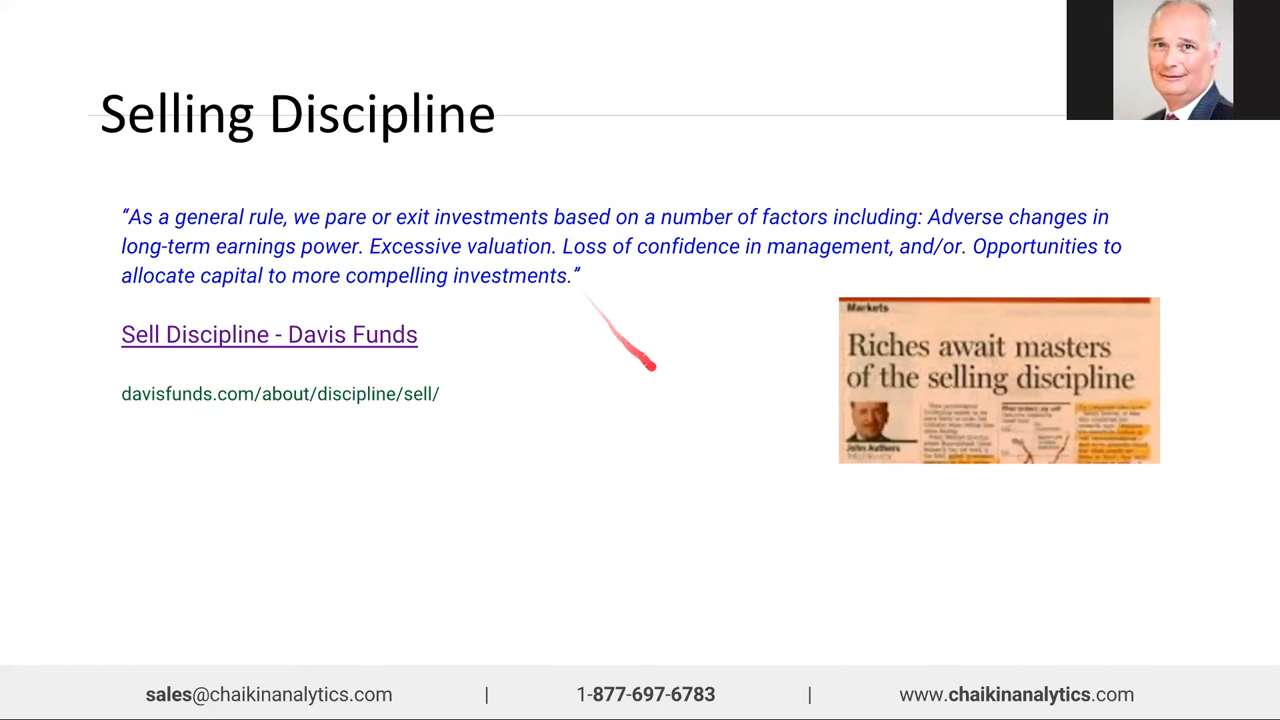 Selling Discipline
“As a general rule, we pare or exit investments based on a number of factors including: Adverse changes in
long-term earnings power. Excessive valuation. Loss of confidence in management, and/or. Opportunities to
allocate capital to more compelling investments.”
Sell Discipline - Davis Funds
davisfunds.com/about/discipline/sell/
Markets
Riches await masters
of the selling discipline
John Authers
sales@chaikinanalytics.com | 1-877-697-6783 | www.chaikinanalytics.com